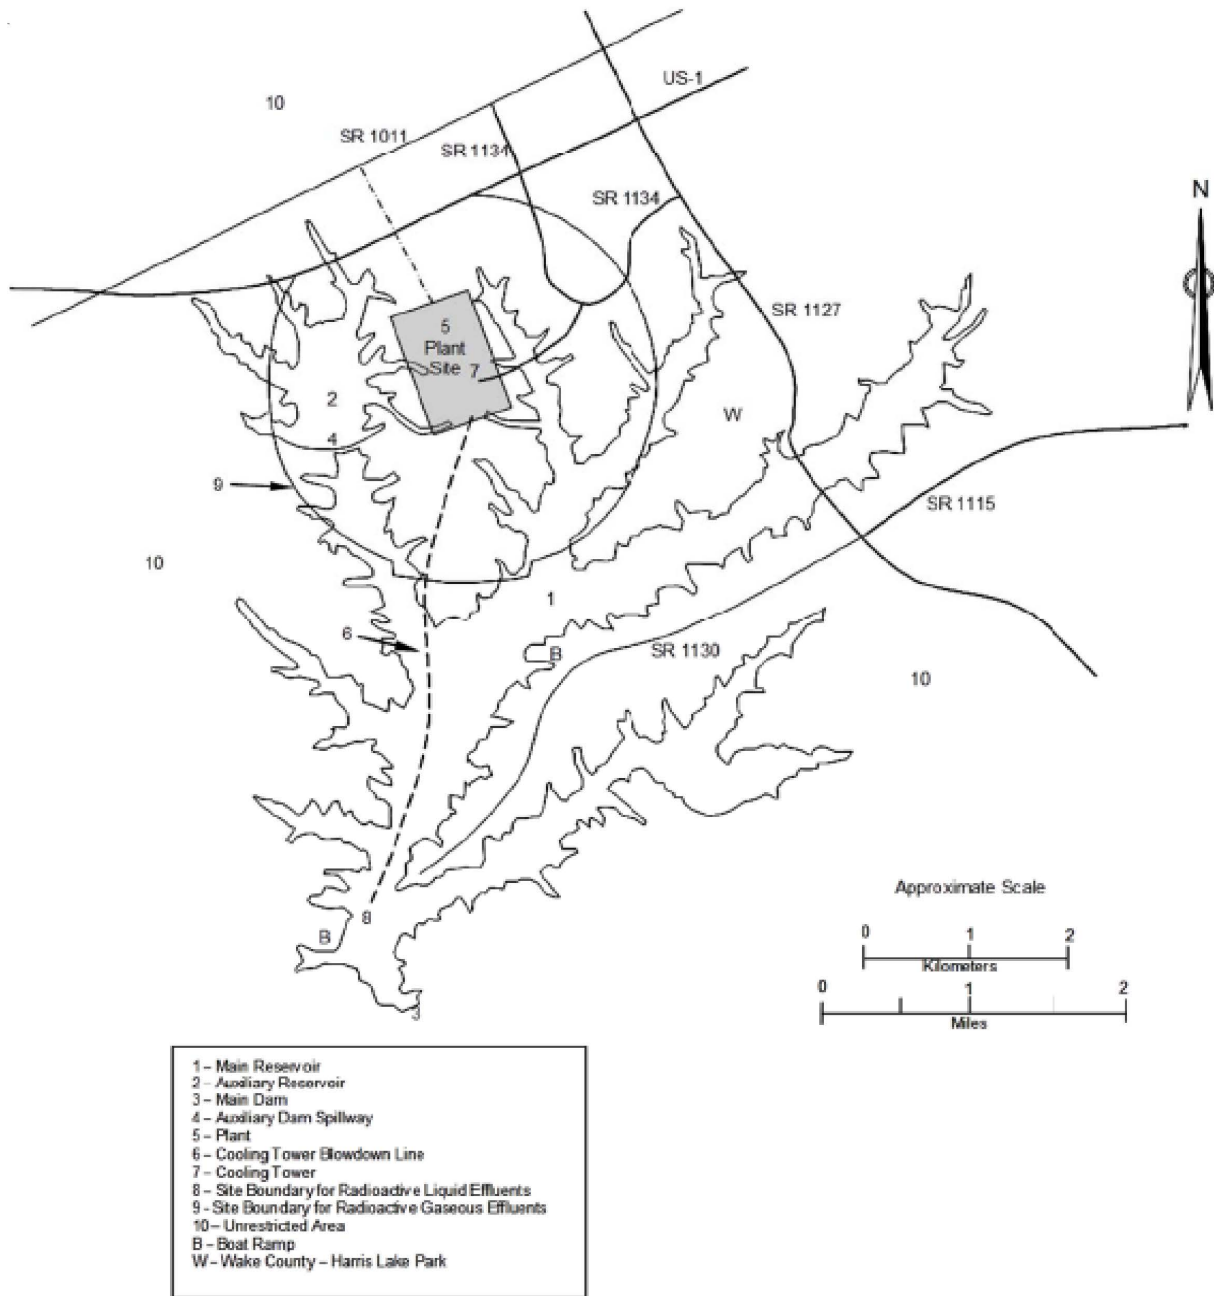 US-1
10
SR 1011
SR 1134
SR 1134
N
SR 1127
5
Plant
Site
7
2
W
4
9
SR 1115
10
1
6
B
SR 1130
10
Approximate Scale
8
B
0
1
2
Kilometers
0
1
2
Miles
3
1 – Main Reservoir
2 – Auxiliary Reservoir
3 – Main Dam
4 – Auxiliary Dam Spillway
5 – Plant
6 – Cooling Tower Blowdown Line
7 – Cooling Tower
8 – Site Boundary for Radioactive Liquid Effluents
9 - Site Boundary for Radioactive Gaseous Effluents
10 – Unrestricted Area
B – Boat Ramp
W – Wake County – Harris Lake Park